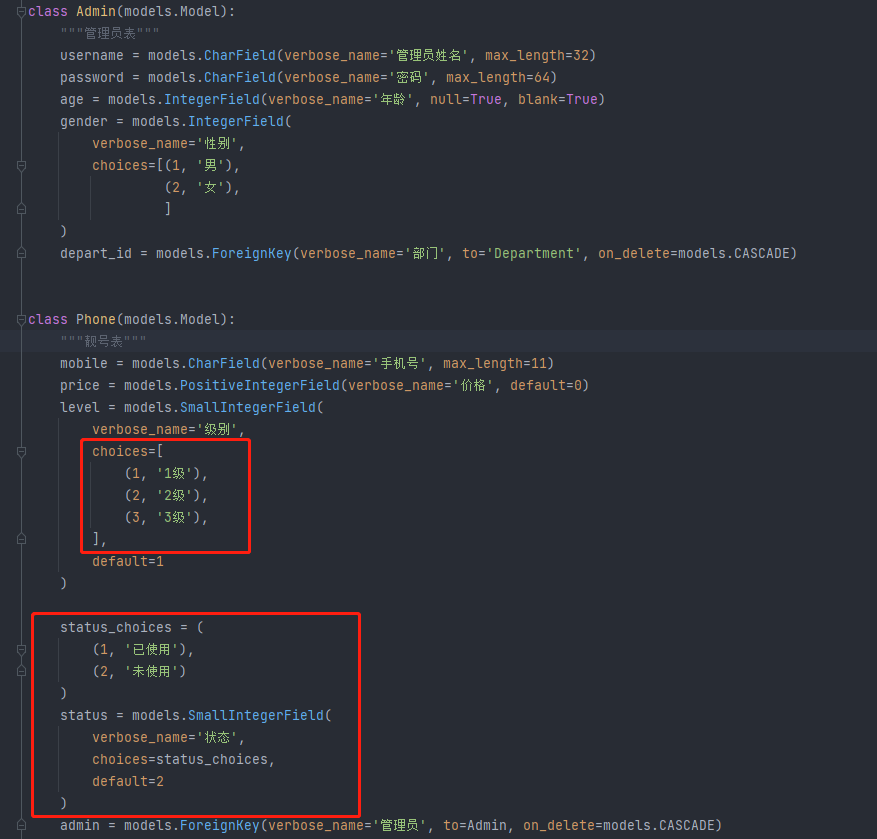 class Admin(models.Model):
    """管理员表"""
    username = models.CharField(verbose_name='管理员姓名', max_length=32)
    password = models.CharField(verbose_name='密码', max_length=64)
    age = models.IntegerField(verbose_name='年龄', null=True, blank=True)
    gender = models.IntegerField(
        verbose_name='性别',
        choices=[(1, '男'),
                 (2, '女'),
                 ]
    )
    depart_id = models.ForeignKey(verbose_name='部门', to='Department', on_delete=models.CASCADE)
class Phone(models.Model):
    """靓号表"""
    mobile = models.CharField(verbose_name='手机号', max_length=11)
    price = models.PositiveIntegerField(verbose_name='价格', default=0)
    level = models.SmallIntegerField(
        verbose_name='级别',
        choices=[
            (1, '1级'),
            (2, '2级'),
            (3, '3级'),
        ],
        default=1
    )
    status_choices = (
        (1, '已使用'),
        (2, '未使用')
    )
    status = models.SmallIntegerField(
        verbose_name='状态',
        choices=status_choices,
        default=2
    )
    admin = models.ForeignKey(verbose_name='管理员', to=Admin, on_delete=models.CASCADE)